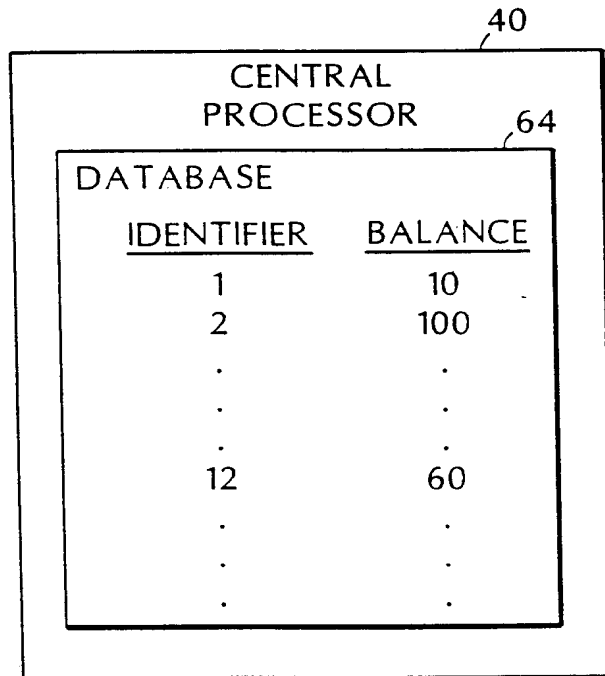 40
CENTRAL
PROCESSOR
64
DATABASE
IDENTIFIER BALANCE
1 10
2 100
. .
. .
. .
12 60
. .
. .
. .